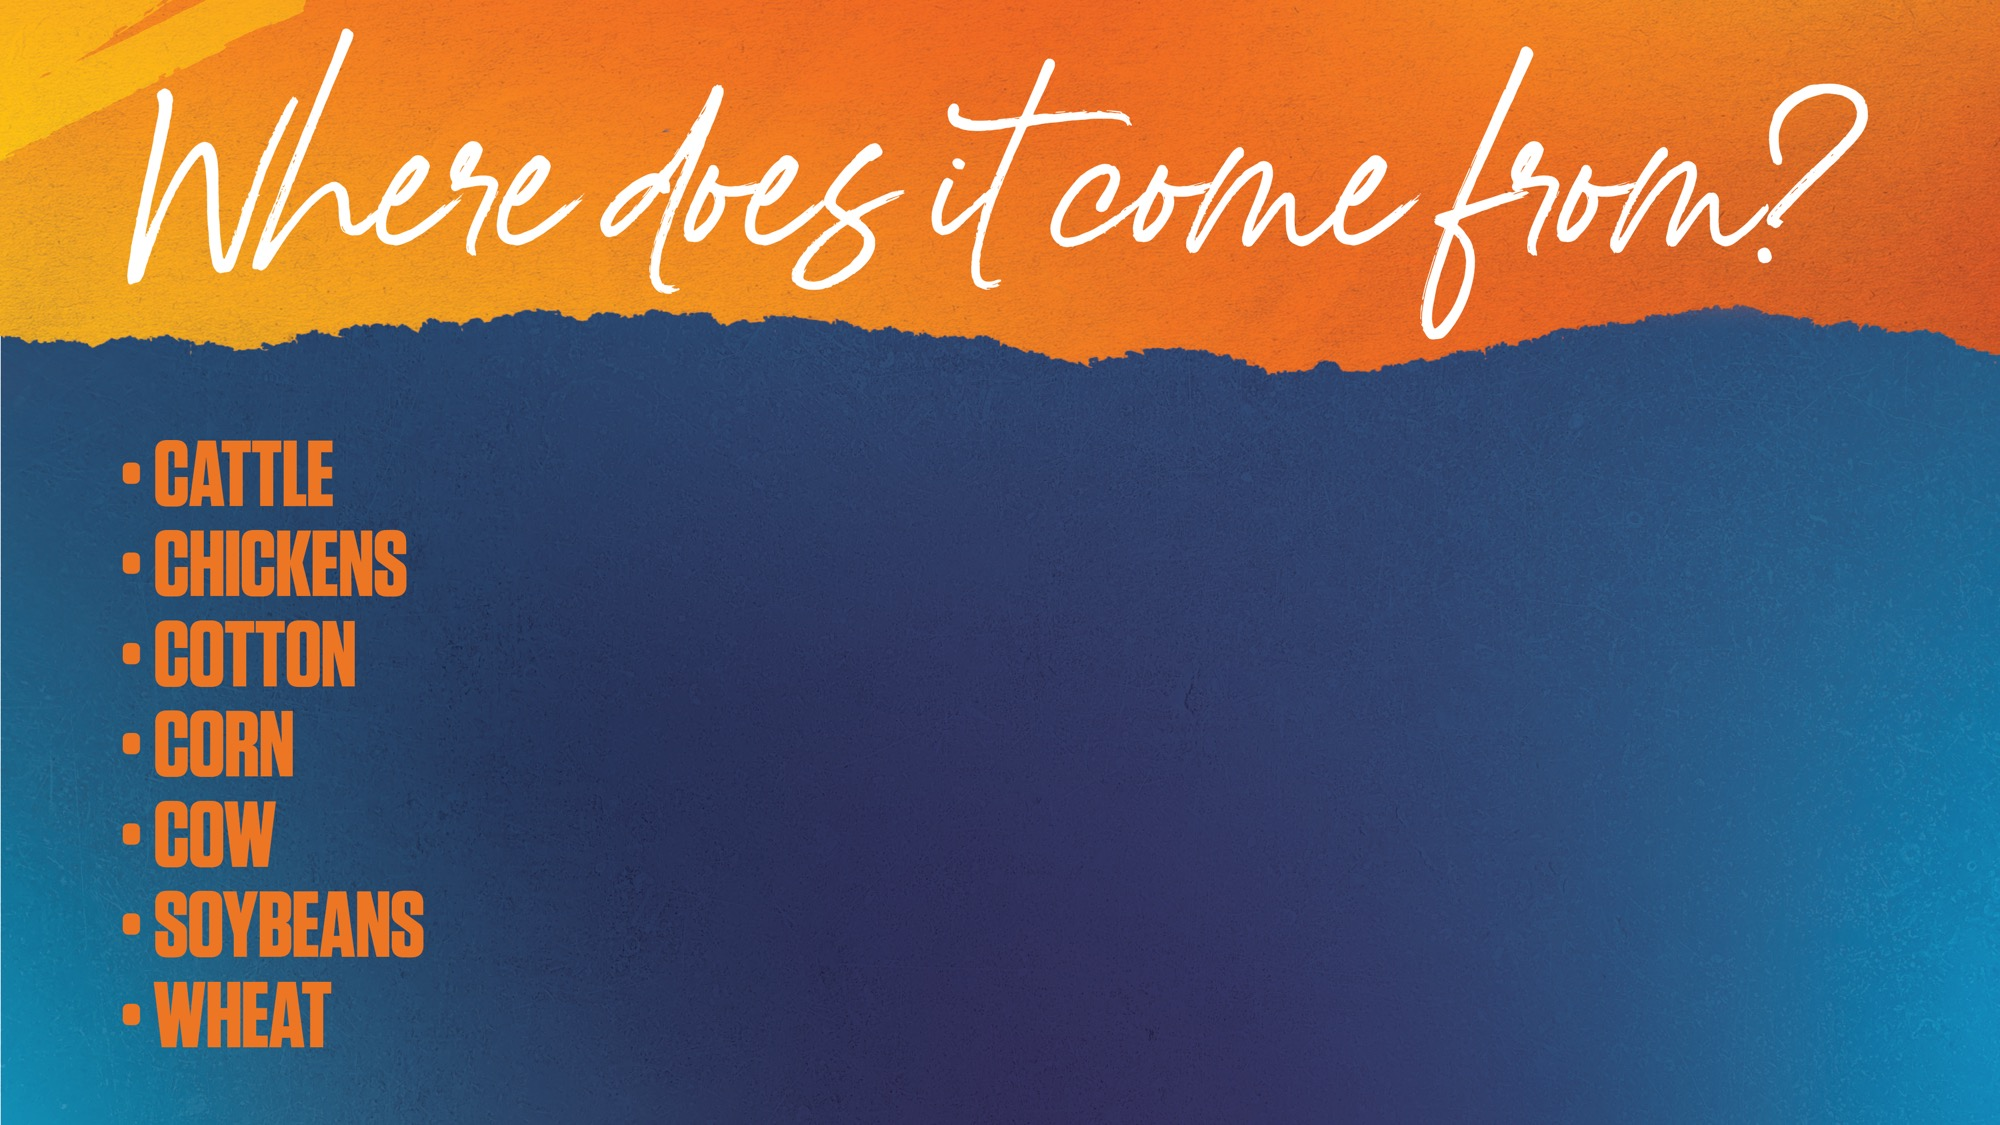 Where does it come from?
• CATTLE
• CHICKENS
• COTTON
• CORN
• COW
• SOYBEANS
• WHEAT